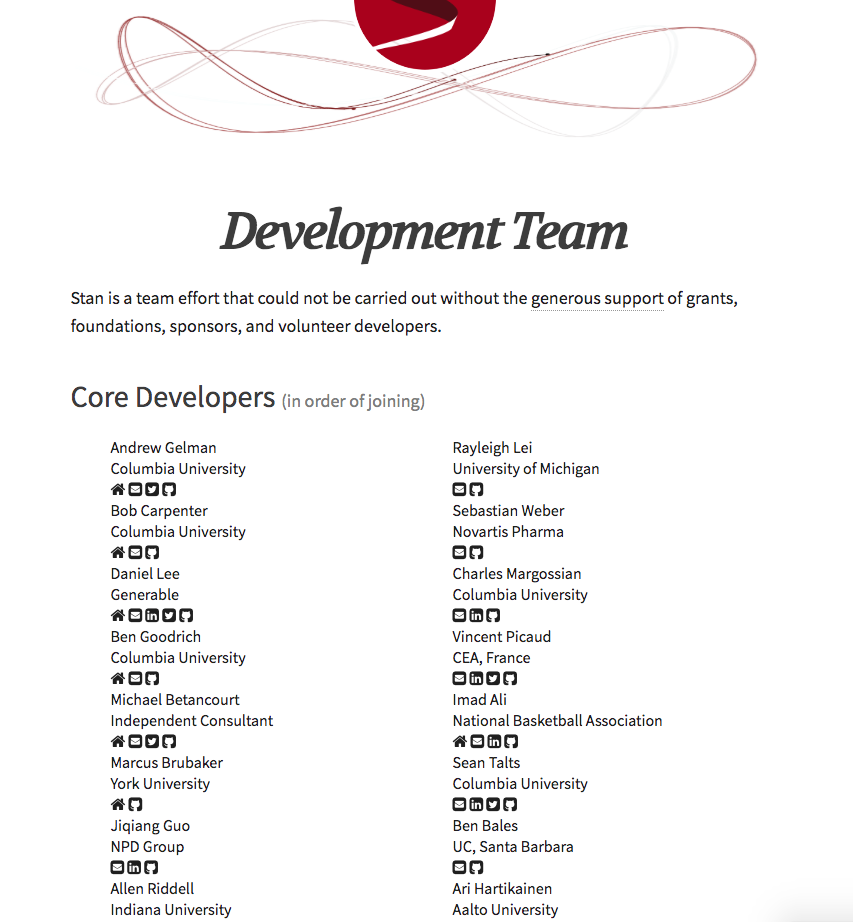 Development Team
Stan is a team effort that could not be carried out without the generous support of grants,
foundations, sponsors, and volunteer developers.
Core Developers (in order of joining)
Andrew Gelman
Columbia University
Bob Carpenter
Columbia University
Daniel Lee
Generable
Ben Goodrich
Columbia University
Michael Betancourt
Independent Consultant
Marcus Brubaker
York University
Jiqiang Guo
NPD Group
Allen Riddell
Indiana University
Rayleigh Lei
University of Michigan
Sebastian Weber
Novartis Pharma
Charles Margossian
Columbia University
Vincent Picaud
CEA, France
Imad Ali
National Basketball Association
Sean Talts
Columbia University
Ben Bales
UC, Santa Barbara
Ari Hartikainen
Aalto University